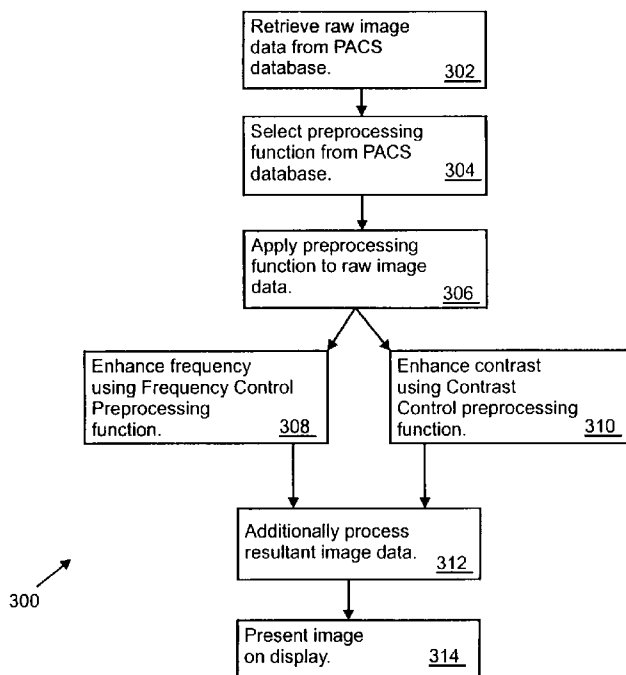 Retrieve raw image
data from PACS
database.
302
Select preprocessing
function from PACS
database.
304
Apply preprocessing
function to raw image
data.
306
Enhance frequency
using Frequency Control
Preprocessing
function.
308
Enhance contrast
using Contrast
Control preprocessing
function.
310
Additionally process
resultant image data.
312
300
Present image
on display.
314